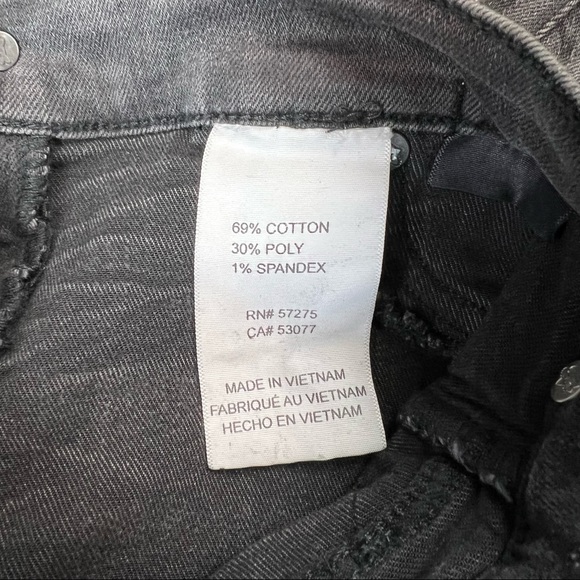 69% COTTON
30% POLY
1% SPANDEX
RN# 57275
CA# 53077
MADE IN VIETNAM
FABRIQUÉ AU VIETNAM
HECHO EN VIETNAM